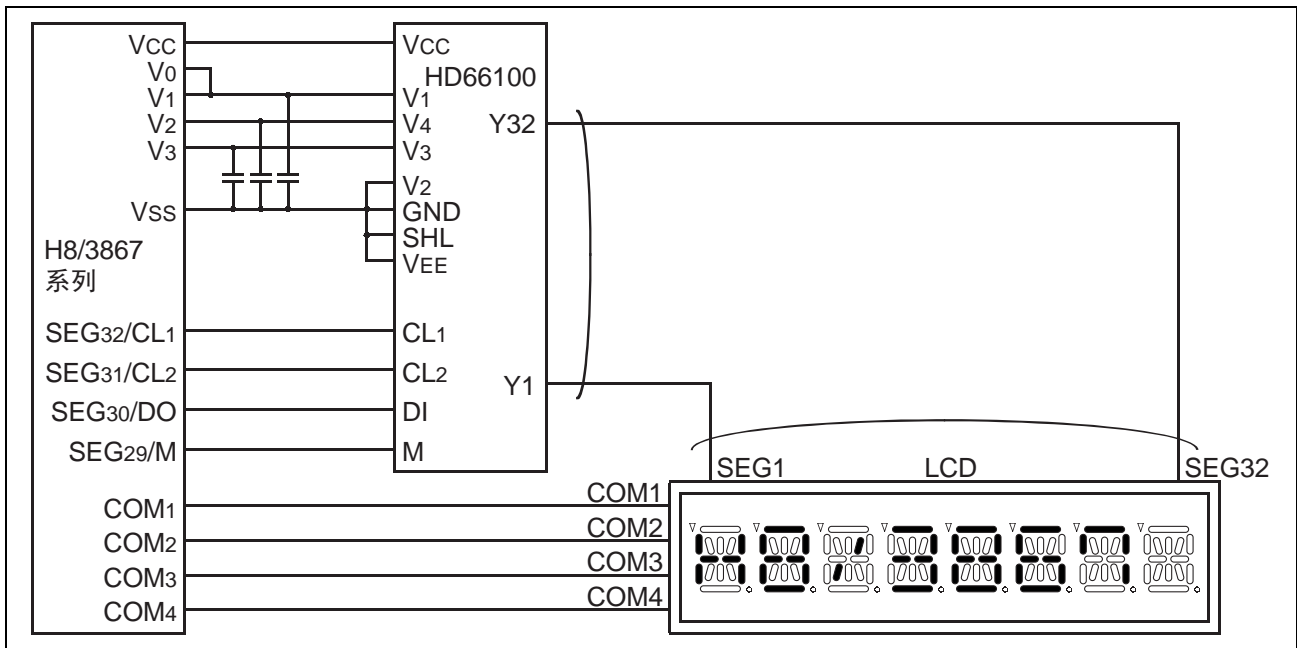 VCC
V0
V1
V2
V3
VSS
H8/3867
系列
SEG32/CL1
SEG31/CL2
SEG30/DO
SEG29/M
COM1
COM2
COM3
COM4
VCC
HD66100
V1
V4
V3
V2
GND
SHL
VEE
CL1
CL2
DI
M
Y32
Y1
SEG1
LCD
SEG32
COM1
COM2
COM3
COM4
H8/3867